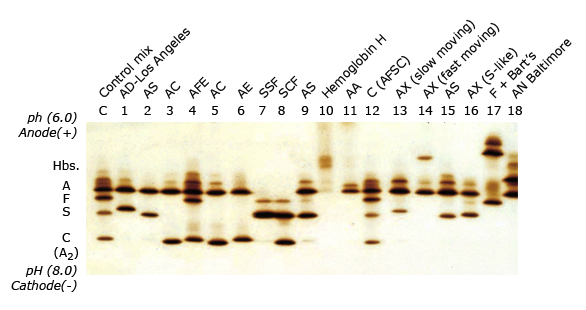 Control mix
AD-Los Angeles
AS
AC
AFE
AC
AE
SSF
SCF
AS
Hemoglobin H
AA
C (AFSC)
AX (slow moving)
AX (fast moving)
AS
AX (S-like)
F + Bart's
AN Baltimore
C 1 2 3 4 5 6 7 8 9 10 11 12 13 14 15 16 17 18
ph (6.0)
Anode(+)
Hbs.
A
F
S
C
(A₂)
pH (8.0)
Cathode(-)